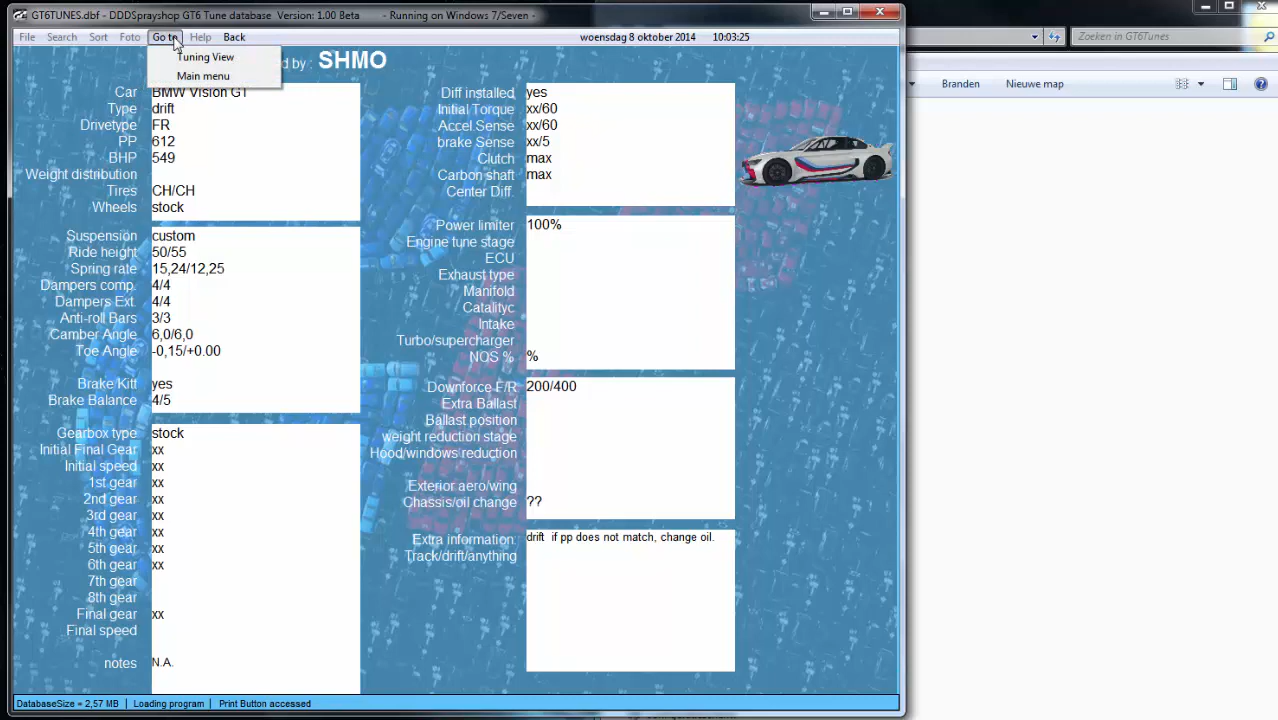 GT6TUNES.dbf - DDDSprayshop GT6 Tune database Version: 1.00 Beta - Running on Windows 7/Seven -
File Search Sort Foto Go to Help Back woensdag 8 oktober 2014 10:03:25
Tuning View
Main menu
by : SHMO
Car BMW Vision GT
Type drift
Drivetype FR
PP 612
BHP 549
Weight distribution
Tires CH/CH
Wheels stock
Suspension custom
Ride height 50/55
Spring rate 15,24/12,25
Dampers comp. 4/4
Dampers Ext. 4/4
Anti-roll Bars 3/3
Camber Angle 6,0/6,0
Toe Angle -0,15/+0.00
Brake Kitt yes
Brake Balance 4/5
Gearbox type stock
Initial Final Gear xx
Initial speed xx
1st gear xx
2nd gear xx
3rd gear xx
4th gear xx
5th gear xx
6th gear xx
7th gear
8th gear
Final gear xx
Final speed
notes N.A.
Diff installed yes
Initial Torque xx/60
Accel.Sense xx/60
brake Sense xx/5
Clutch max
Carbon shaft max
Center Diff.
Power limiter 100%
Engine tune stage
ECU
Exhaust type
Manifold
Catalityc
Intake
Turbo/supercharger
NOS % %
Downforce F/R 200/400
Extra Ballast
Ballast position
weight reduction stage
Hood/windows reduction
Exterior aero/wing
Chassis/oil change ??
Extra information: drift if pp does not match, change oil.
Track/drift/anything
DatabaseSize = 2,57 MB Loading program Print Button accessed
Zoeken in GT6Tunes
Branden Nieuwe map